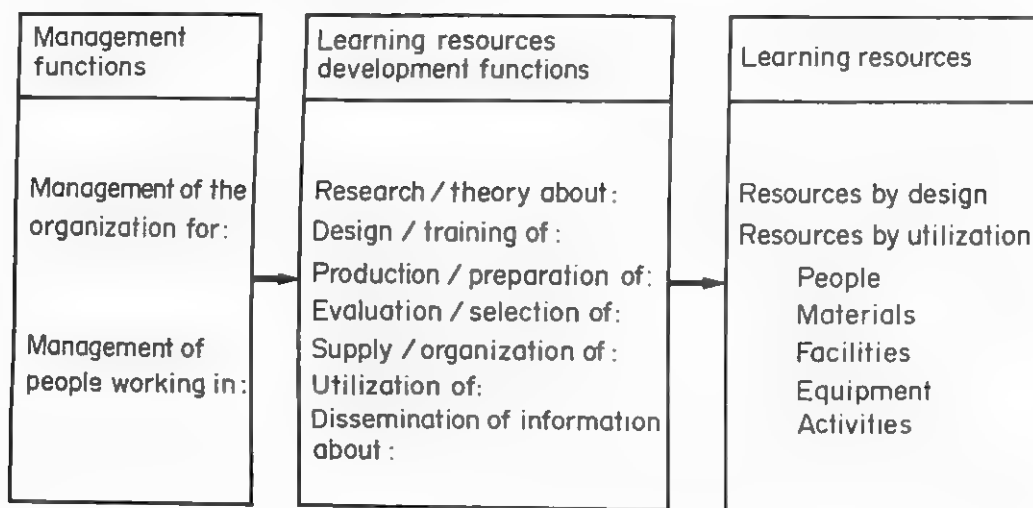 Management
functions
Management of the
organization for:
Management of
people working in:
Learning resources
development functions
Research / theory about:
Design / training of:
Production / preparation of:
Evaluation / selection of:
Supply / organization of:
Utilization of:
Dissemination of information
about:
Learning resources
Resources by design
Resources by utilization
People
Materials
Facilities
Equipment
Activities